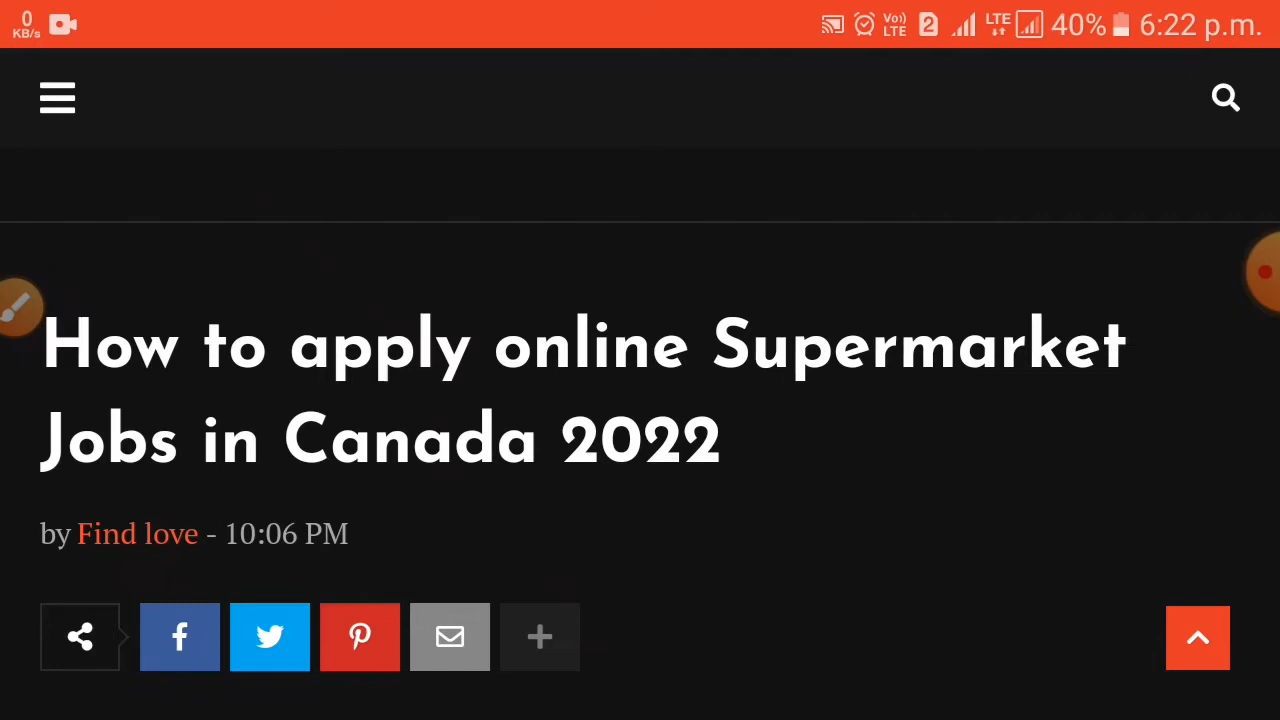 0
KB/s
Vo))
LTE
2
LTE
40%
6:22 p.m.
How to apply online Supermarket
Jobs in Canada 2022
by Find love - 10:06 PM